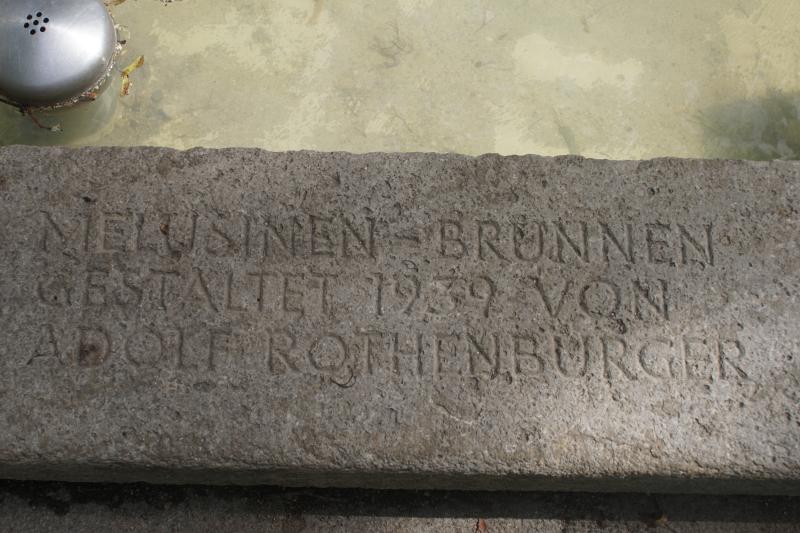 MELUSINEN-BRUNNEN
GESTALTET 1939 VON
ADOLF ROTHENBURGER